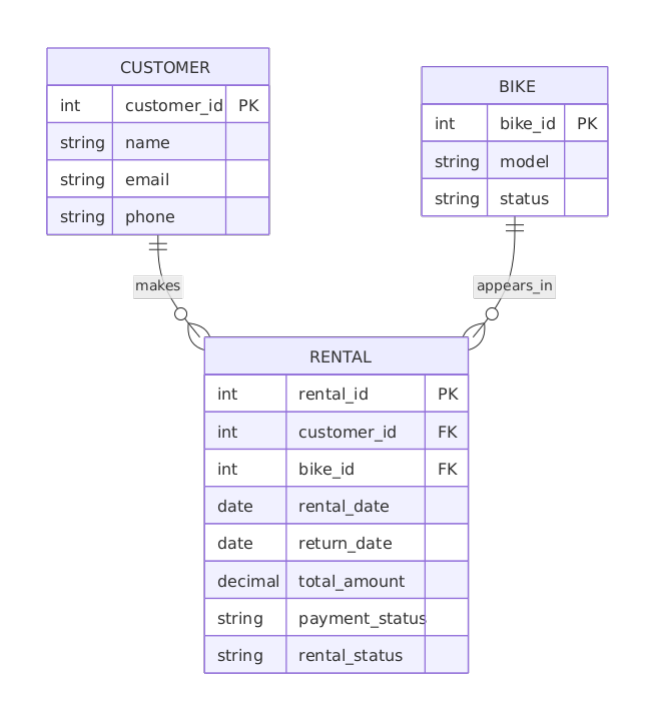 CUSTOMER
int customer_id PK
string name
string email
string phone
BIKE
int bike_id PK
string model
string status
makes
appears_in
RENTAL
int rental_id PK
int customer_id FK
int bike_id FK
date rental_date
date return_date
decimal total_amount
string payment_status
string rental_status